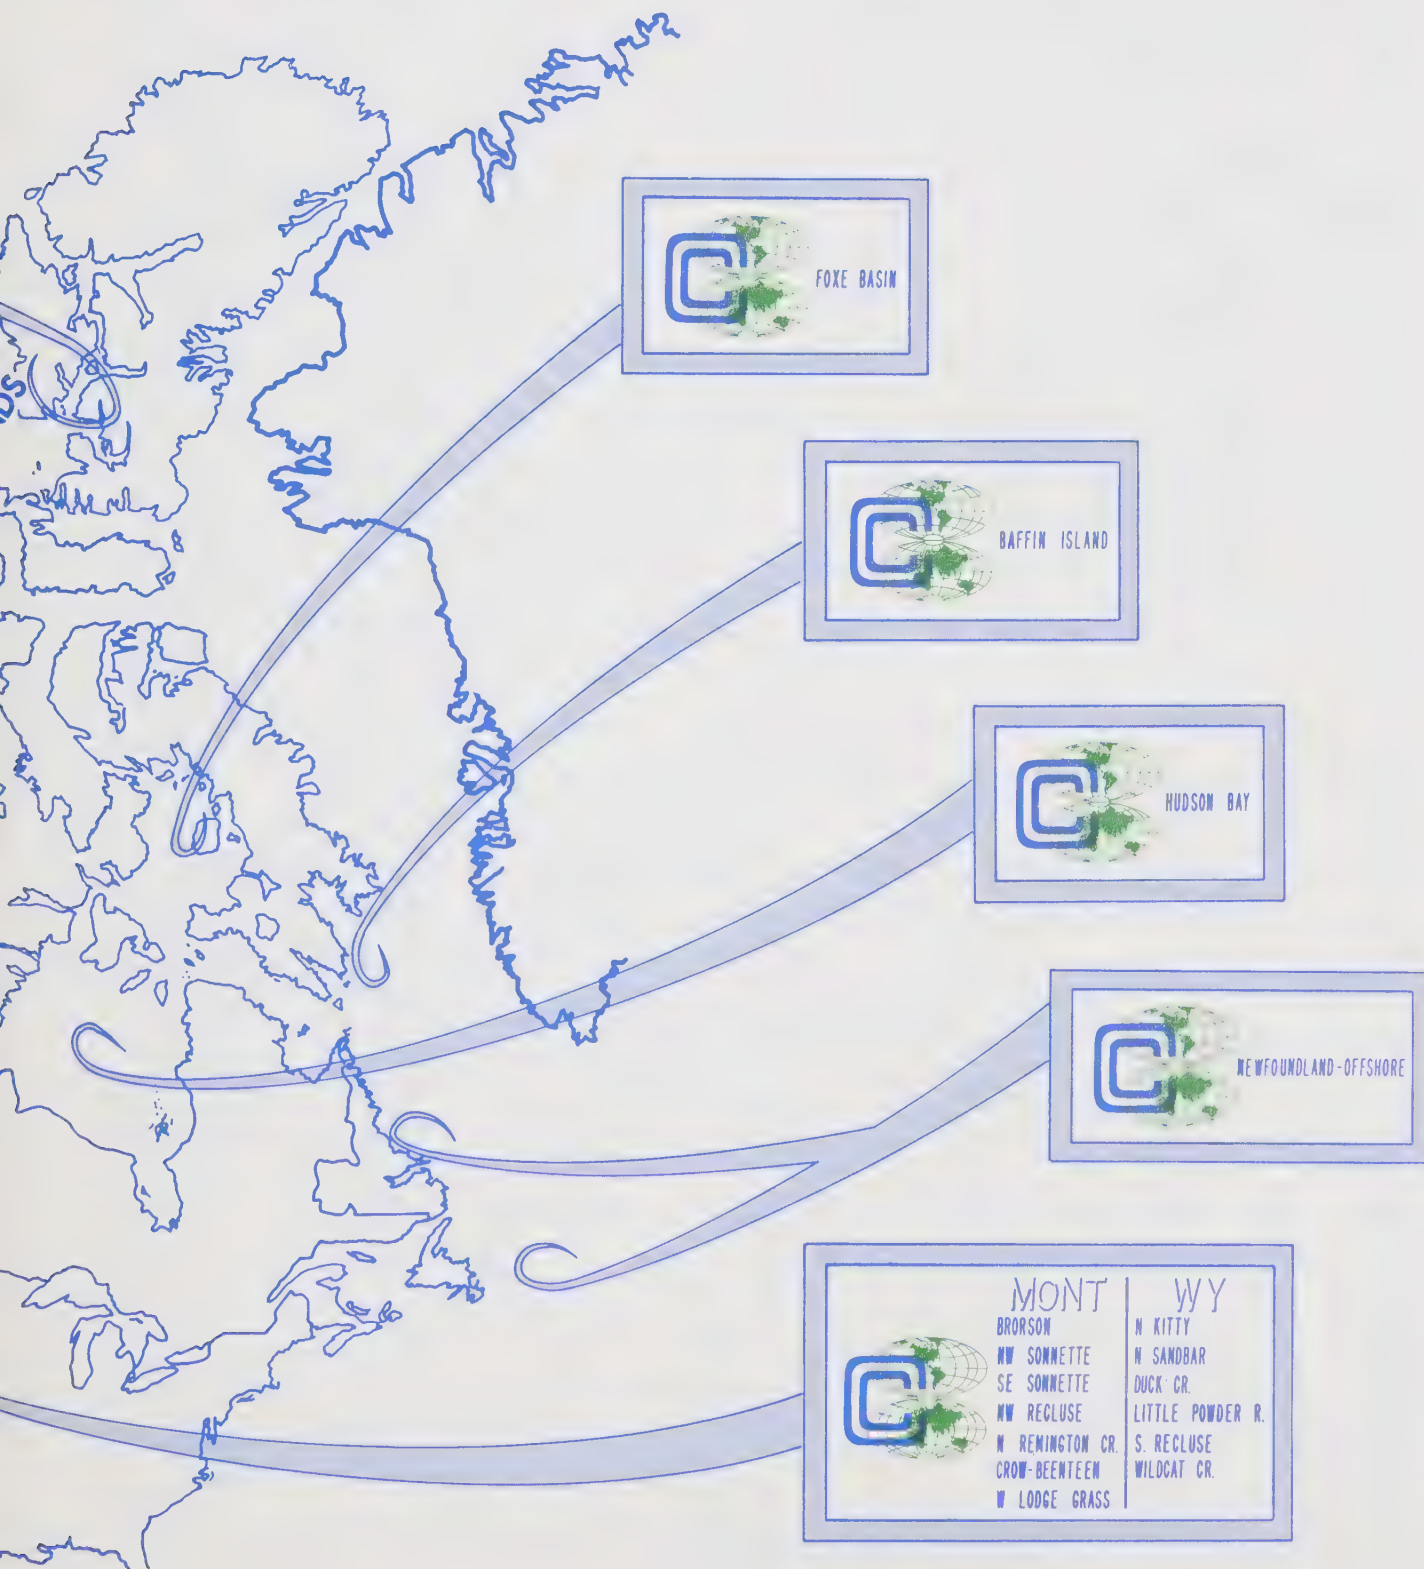 DS
FOXE BASIN
BAFFIN ISLAND
HUDSON BAY
NEWFOUNDLAND-OFFSHORE
MONT
BRORSON
NW SONNETTE
SE SONNETTE
NW RECLUSE
N REMINGTON CR.
CROW-BEENTEEN
W LODGE GRASS
WY
N KITTY
N SANDBAR
DUCK CR.
LITTLE POWDER R.
S. RECLUSE
WILDCAT CR.